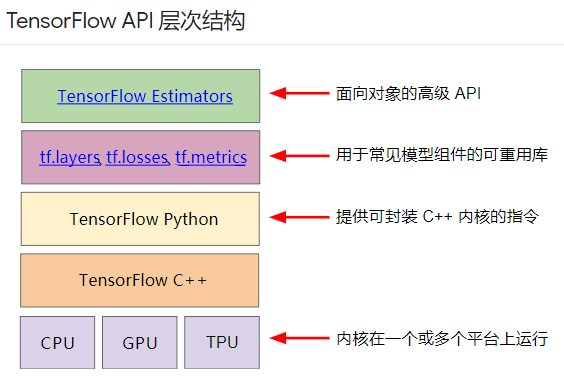 TensorFlow API 层次结构
TensorFlow Estimators
面向对象的高级 API
tf.layers, tf.losses, tf.metrics
用于常见模型组件的可重用库
TensorFlow Python
提供可封装 C++ 内核的指令
TensorFlow C++
CPU GPU TPU
内核在一个或多个平台上运行